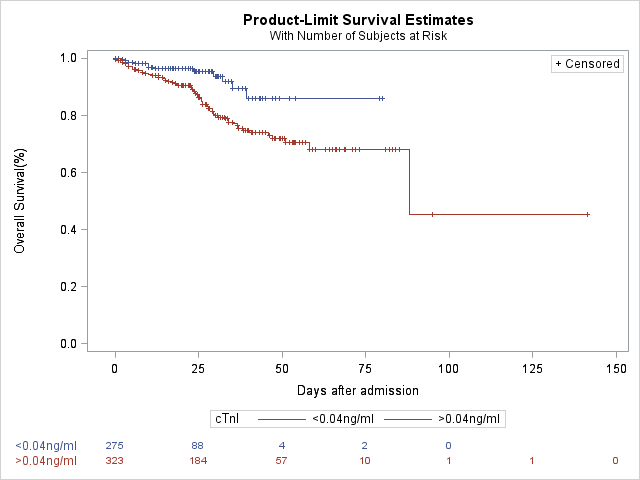 Product-Limit Survival Estimates
With Number of Subjects at Risk
+ Censored
1.0
0.8
0.6
0.4
0.2
0.0
Overall Survival(%)
0 25 50 75 100 125 150
Days after admission
cTnI <0.04ng/ml >0.04ng/ml
<0.04ng/ml 275 88 4 2 0
>0.04ng/ml 323 184 57 10 1 1 0